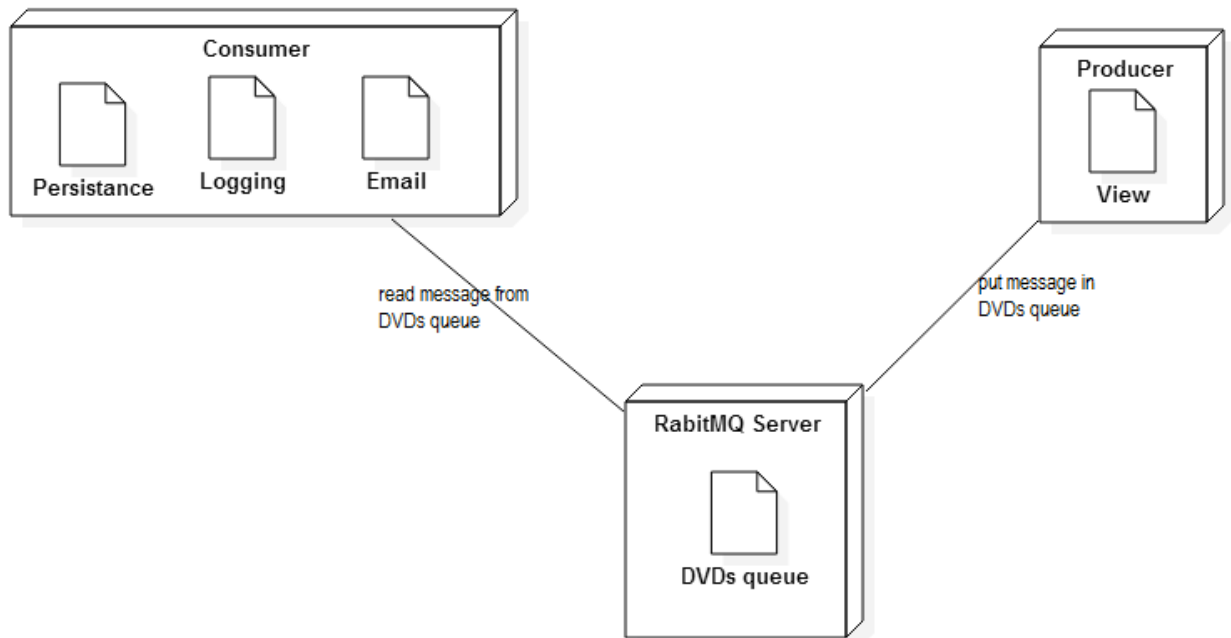 Consumer
Persistance
Logging
Email
Producer
View
read message from
DVDs queue
put message in
DVDs queue
RabitMQ Server
DVDs queue